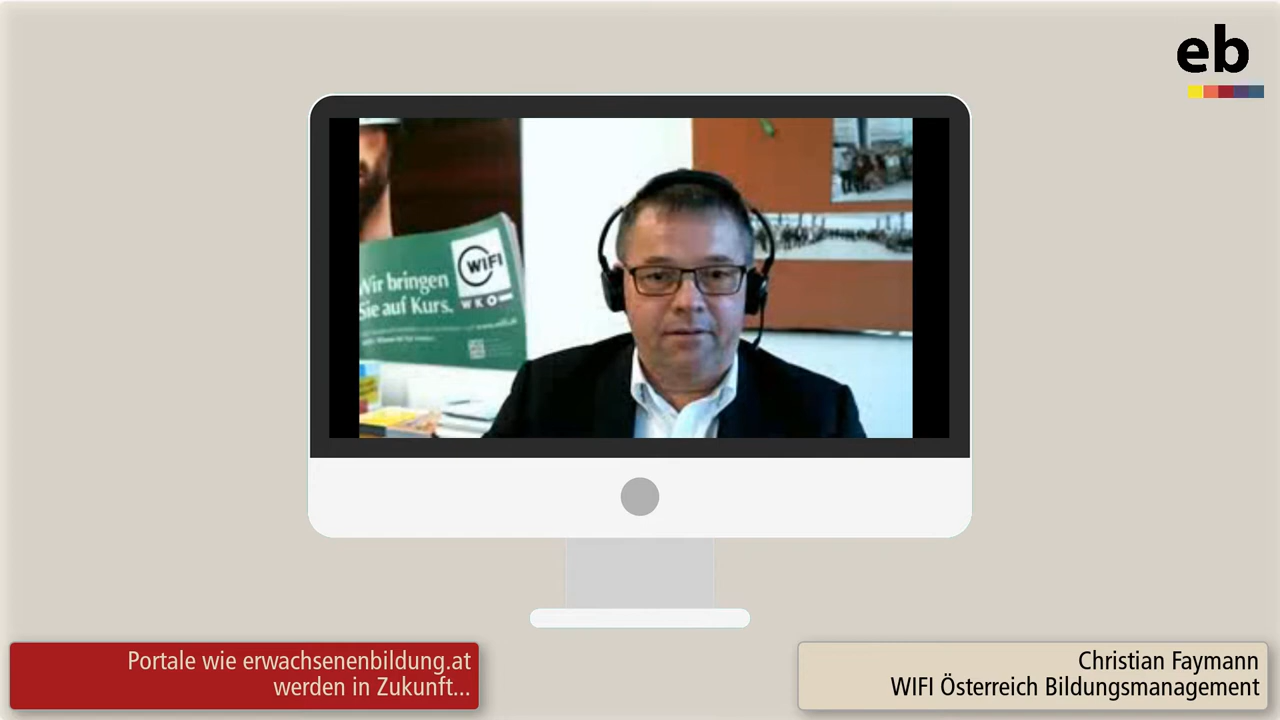 eb
WIFI
WKO
Wir bringen
Sie auf Kurs.
Portale wie erwachsenenbildung.at
werden in Zukunft...
Christian Faymann
WIFI Österreich Bildungsmanagement